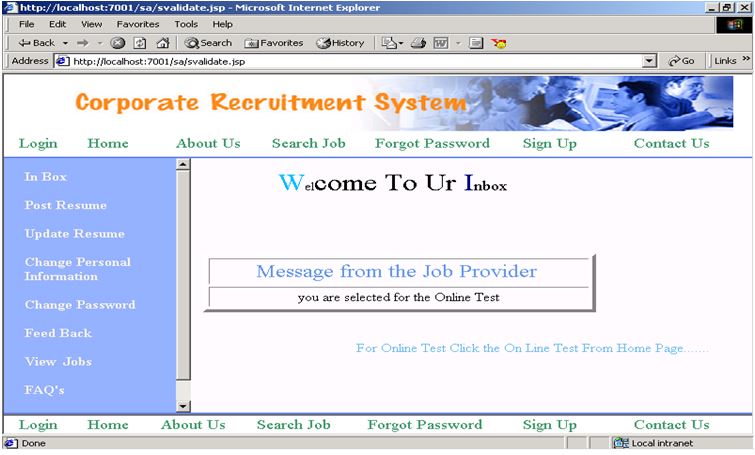 http://localhost:7001/sa/svalidate.jsp - Microsoft Internet Explorer
File Edit View Favorites Tools Help
Back Search Favorites History
Address http://localhost:7001/sa/svalidate.jsp Go Links »
Corporate Recruitment System
Login Home About Us Search Job Forgot Password Sign Up Contact Us
In Box
Post Resume
Update Resume
Change Personal
Information
Change Password
Feed Back
View Jobs
FAQ's
Welcome To Ur Inbox
Message from the Job Provider
you are selected for the Online Test
For Online Test Click the On Line Test From Home Page.......
Login Home About Us Search Job Forgot Password Sign Up Contact Us
Done Local intranet